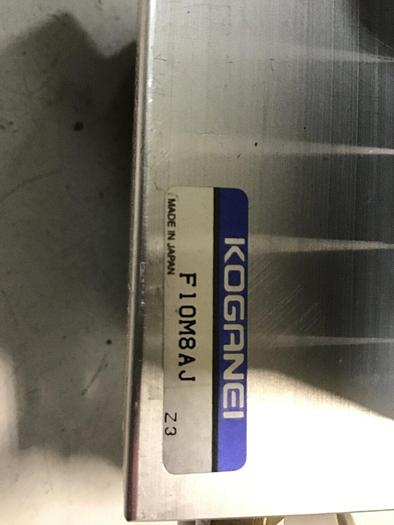 KOGANEI
F10M8AJ
MADE IN JAPAN
Z3